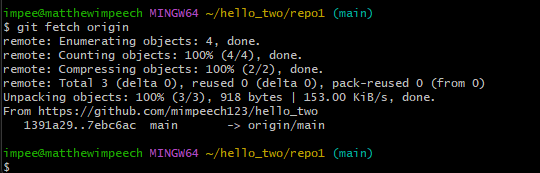 impee@matthewimpeech MINGW64 ~/hello_two/repo1 (main)
$ git fetch origin
remote: Enumerating objects: 4, done.
remote: Counting objects: 100% (4/4), done.
remote: Compressing objects: 100% (2/2), done.
remote: Total 3 (delta 0), reused 0 (delta 0), pack-reused 0 (from 0)
Unpacking objects: 100% (3/3), 918 bytes | 153.00 KiB/s, done.
From https://github.com/mimpeech123/hello_two
   1391a29..7ebc6ac  main       -> origin/main
impee@matthewimpeech MINGW64 ~/hello_two/repo1 (main)
$